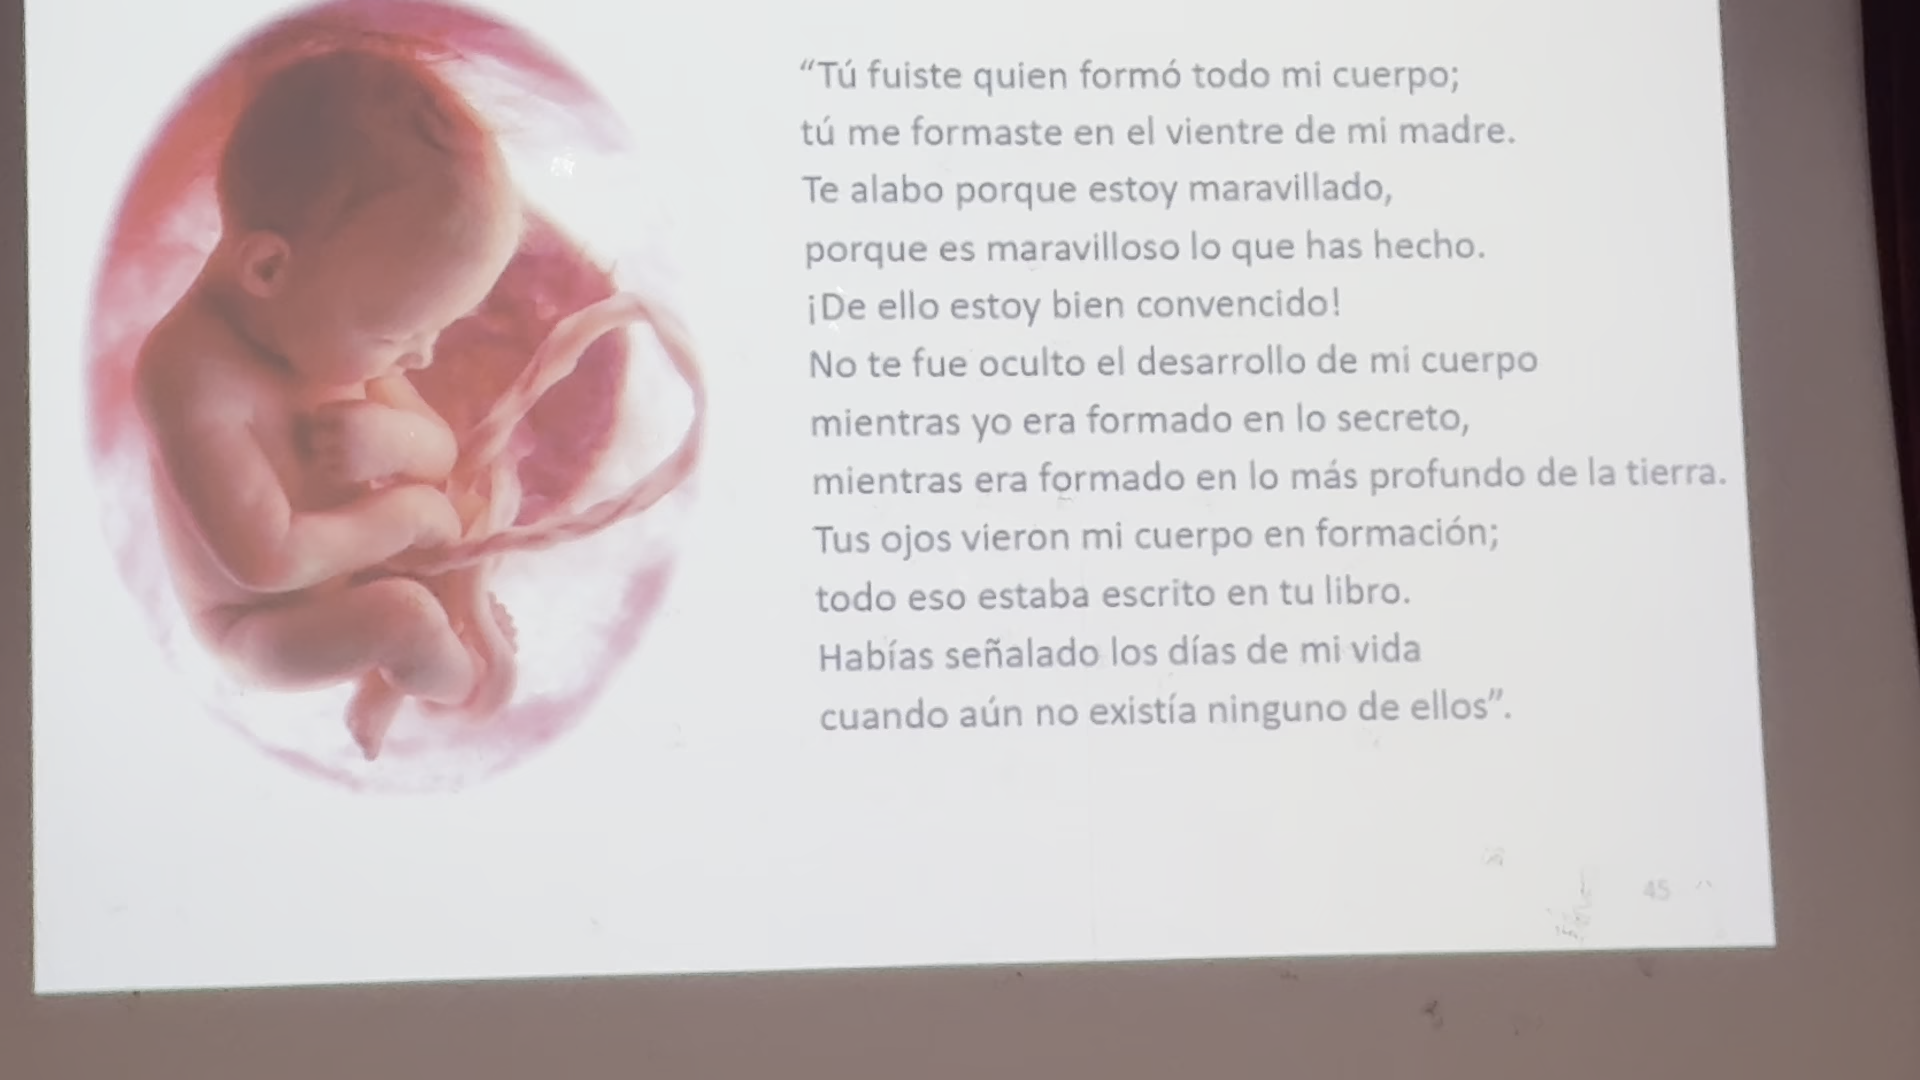 “Tú fuiste quien formó todo mi cuerpo;
tú me formaste en el vientre de mi madre.
Te alabo porque estoy maravillado,
porque es maravilloso lo que has hecho.
¡De ello estoy bien convencido!
No te fue oculto el desarrollo de mi cuerpo
mientras yo era formado en lo secreto,
mientras era formado en lo más profundo de la tierra.
Tus ojos vieron mi cuerpo en formación;
todo eso estaba escrito en tu libro.
Habías señalado los días de mi vida
cuando aún no existía ninguno de ellos”.
45